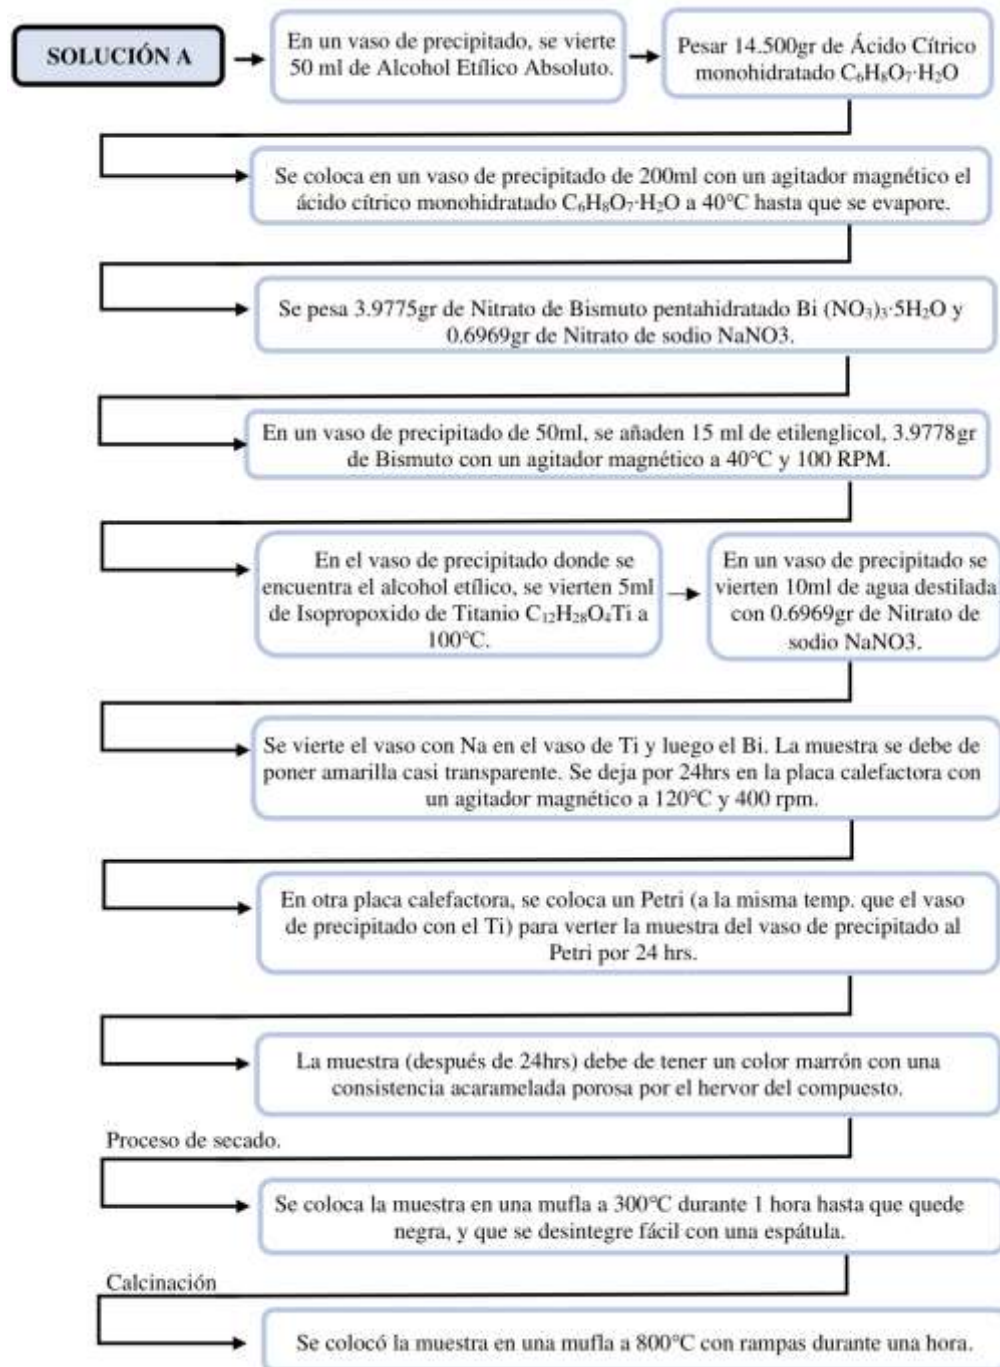 SOLUCIÓN A
En un vaso de precipitado, se vierte
50 ml de Alcohol Etílico Absoluto.
Pesar 14.500gr de Ácido Cítrico
monohidratado C₆H₈O₇·H₂O
Se coloca en un vaso de precipitado de 200ml con un agitador magnético el
ácido cítrico monohidratado C₆H₈O₇·H₂O a 40°C hasta que se evapore.
Se pesa 3.9775gr de Nitrato de Bismuto pentahidratado Bi (NO₃)₃·5H₂O y
0.6969gr de Nitrato de sodio NaNO3.
En un vaso de precipitado de 50ml, se añaden 15 ml de etilenglicol, 3.9778gr
de Bismuto con un agitador magnético a 40°C y 100 RPM.
En el vaso de precipitado donde se
encuentra el alcohol etílico, se vierten 5ml
de Isopropoxido de Titanio C₁₂H₂₈O₄Ti a
100°C.
En un vaso de precipitado se
vierten 10ml de agua destilada
con 0.6969gr de Nitrato de
sodio NaNO3.
Se vierte el vaso con Na en el vaso de Ti y luego el Bi. La muestra se debe de
poner amarilla casi transparente. Se deja por 24hrs en la placa calefactora con
un agitador magnético a 120°C y 400 rpm.
En otra placa calefactora, se coloca un Petri (a la misma temp. que el vaso
de precipitado con el Ti) para verter la muestra del vaso de precipitado al
Petri por 24 hrs.
La muestra (después de 24hrs) debe de tener un color marrón con una
consistencia acaramelada porosa por el hervor del compuesto.
Proceso de secado.
Se coloca la muestra en una mufla a 300°C durante 1 hora hasta que quede
negra, y que se desintegre fácil con una espátula.
Calcinación
Se colocó la muestra en una mufla a 800°C con rampas durante una hora.